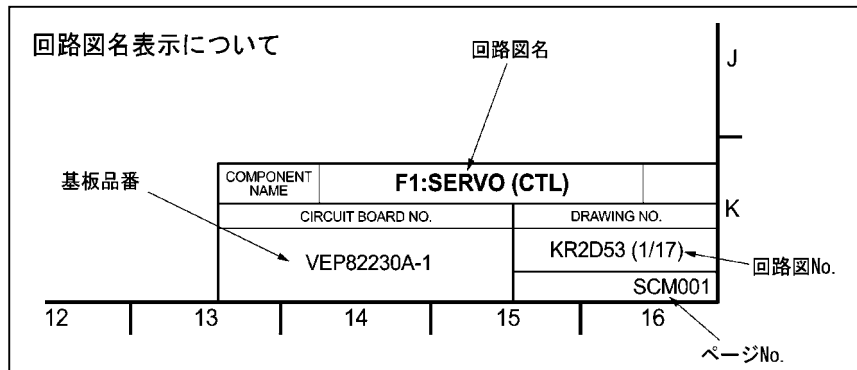 回路図名表示について
回路図名
J
基板品番
COMPONENT
NAME
F1:SERVO (CTL)
K
CIRCUIT BOARD NO.
DRAWING NO.
VEP82230A-1
KR2D53 (1/17)
回路図No.
SCM001
12
13
14
15
16
ページNo.